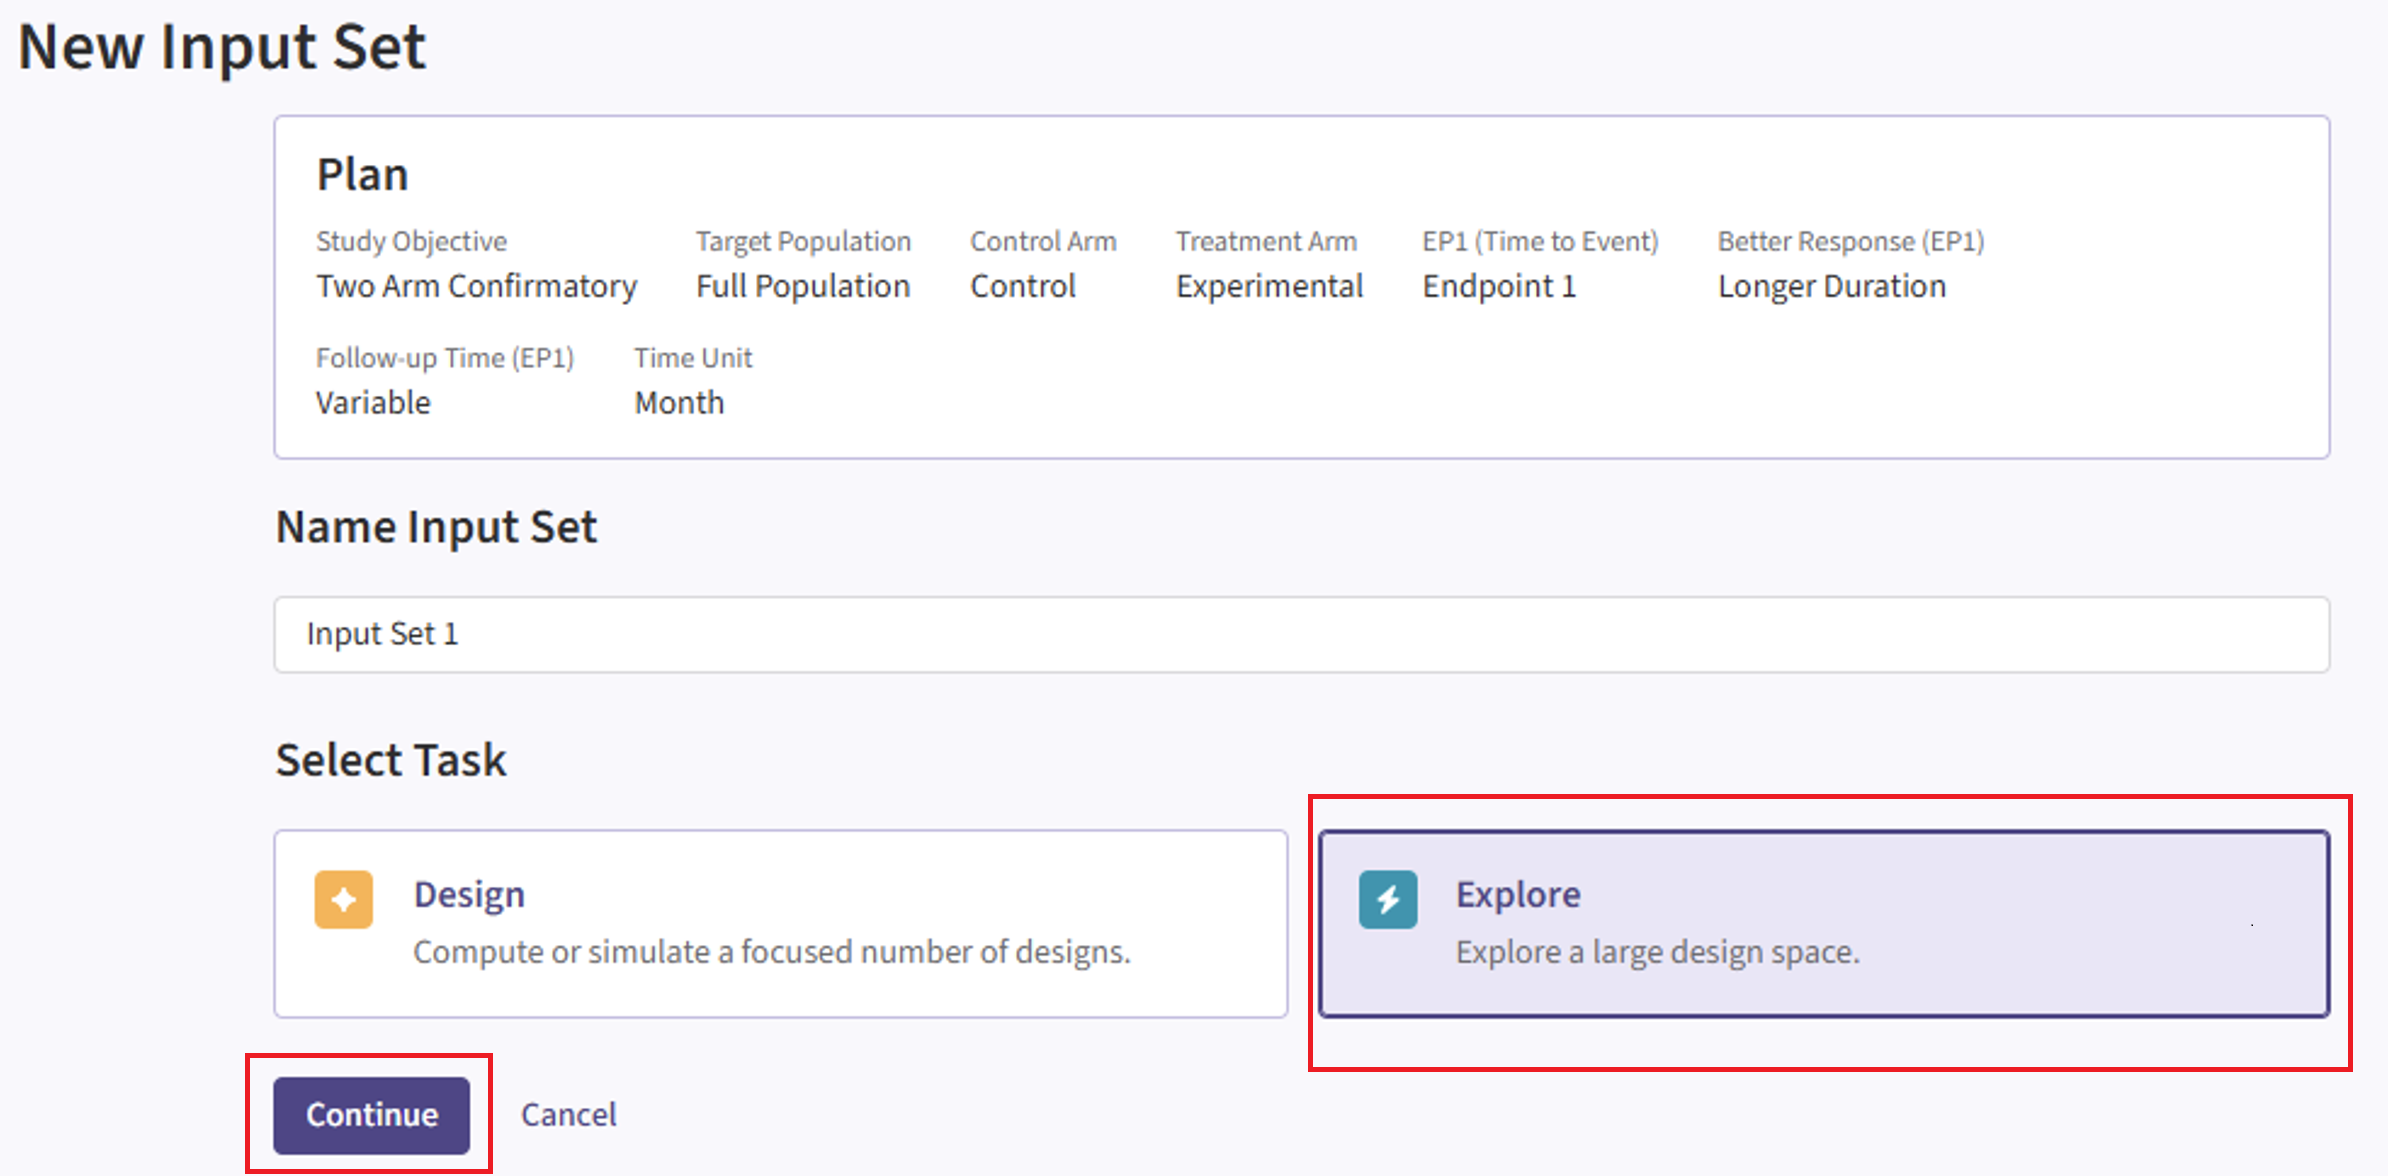 New Input Set
Plan
Study Objective Target Population Control Arm Treatment Arm EP1 (Time to Event) Better Response (EP1)
Two Arm Confirmatory Full Population Control Experimental Endpoint 1 Longer Duration
Follow-up Time (EP1) Time Unit
Variable Month
Name Input Set
Input Set 1
Select Task
Design Explore
Compute or simulate a focused number of designs. Explore a large design space.
Continue Cancel